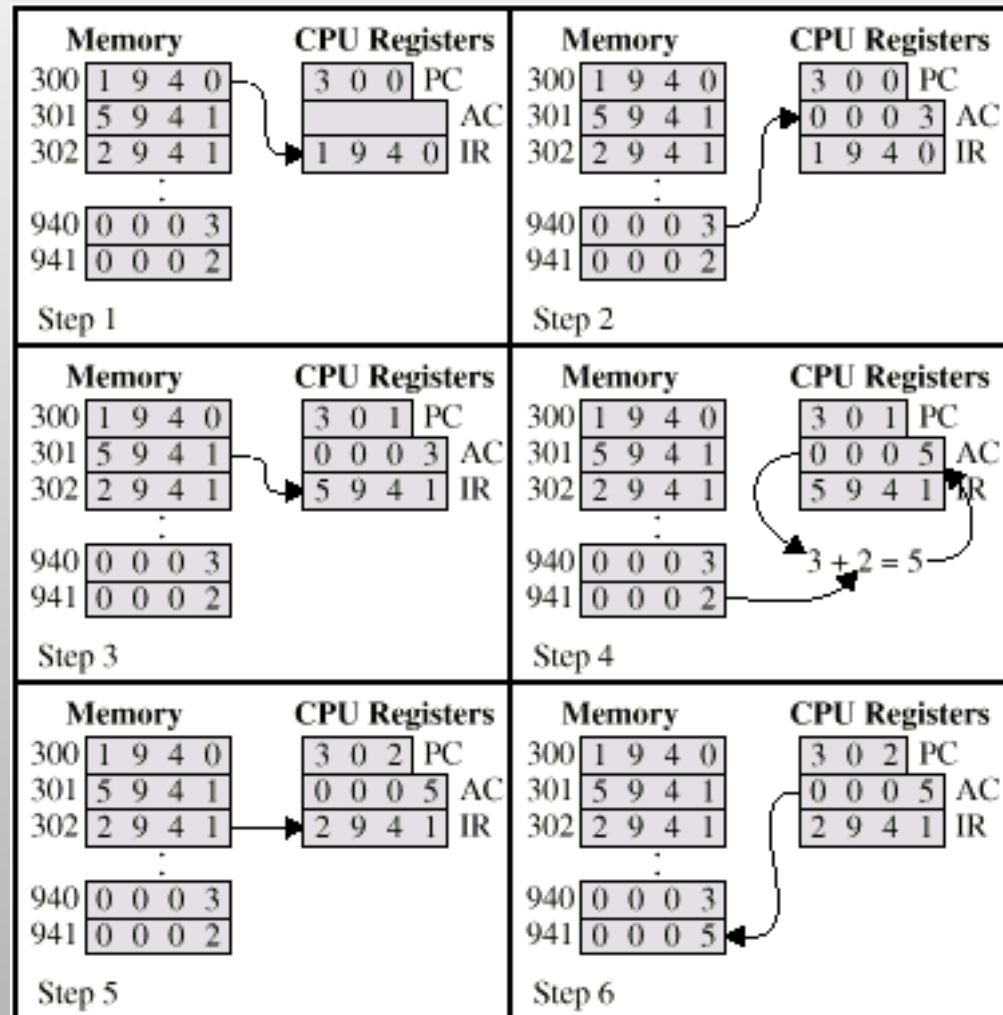 Memory CPU Registers
300 1 9 4 0 3 0 0 PC
301 5 9 4 1 AC
302 2 9 4 1 1 9 4 0 IR
940 0 0 0 3
941 0 0 0 2
Step 1
Memory CPU Registers
300 1 9 4 0 3 0 0 PC
301 5 9 4 1 0 0 0 3 AC
302 2 9 4 1 1 9 4 0 IR
940 0 0 0 3
941 0 0 0 2
Step 2
Memory CPU Registers
300 1 9 4 0 3 0 1 PC
301 5 9 4 1 0 0 0 3 AC
302 2 9 4 1 5 9 4 1 IR
940 0 0 0 3
941 0 0 0 2
Step 3
Memory CPU Registers
300 1 9 4 0 3 0 1 PC
301 5 9 4 1 0 0 0 5 AC
302 2 9 4 1 5 9 4 1 IR
940 0 0 0 3 3 + 2 = 5
941 0 0 0 2
Step 4
Memory CPU Registers
300 1 9 4 0 3 0 2 PC
301 5 9 4 1 0 0 0 5 AC
302 2 9 4 1 2 9 4 1 IR
940 0 0 0 3
941 0 0 0 2
Step 5
Memory CPU Registers
300 1 9 4 0 3 0 2 PC
301 5 9 4 1 0 0 0 5 AC
302 2 9 4 1 2 9 4 1 IR
940 0 0 0 3
941 0 0 0 5
Step 6